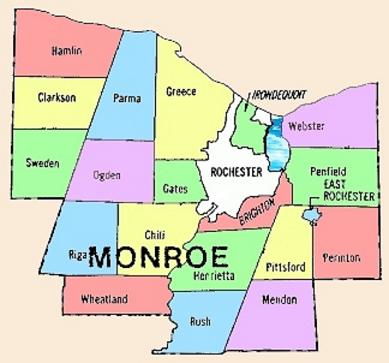 Hamlin
Clarkson
Parma
Greece
IRONDEQUOIT
Webster
Sweden
Ogden
Gates
ROCHESTER
Penfield
EAST
ROCHESTER
BRIGHTON
Riga
Chili
MONROE
Henrietta
Pittsford
Perinton
Wheatland
Rush
Mendon